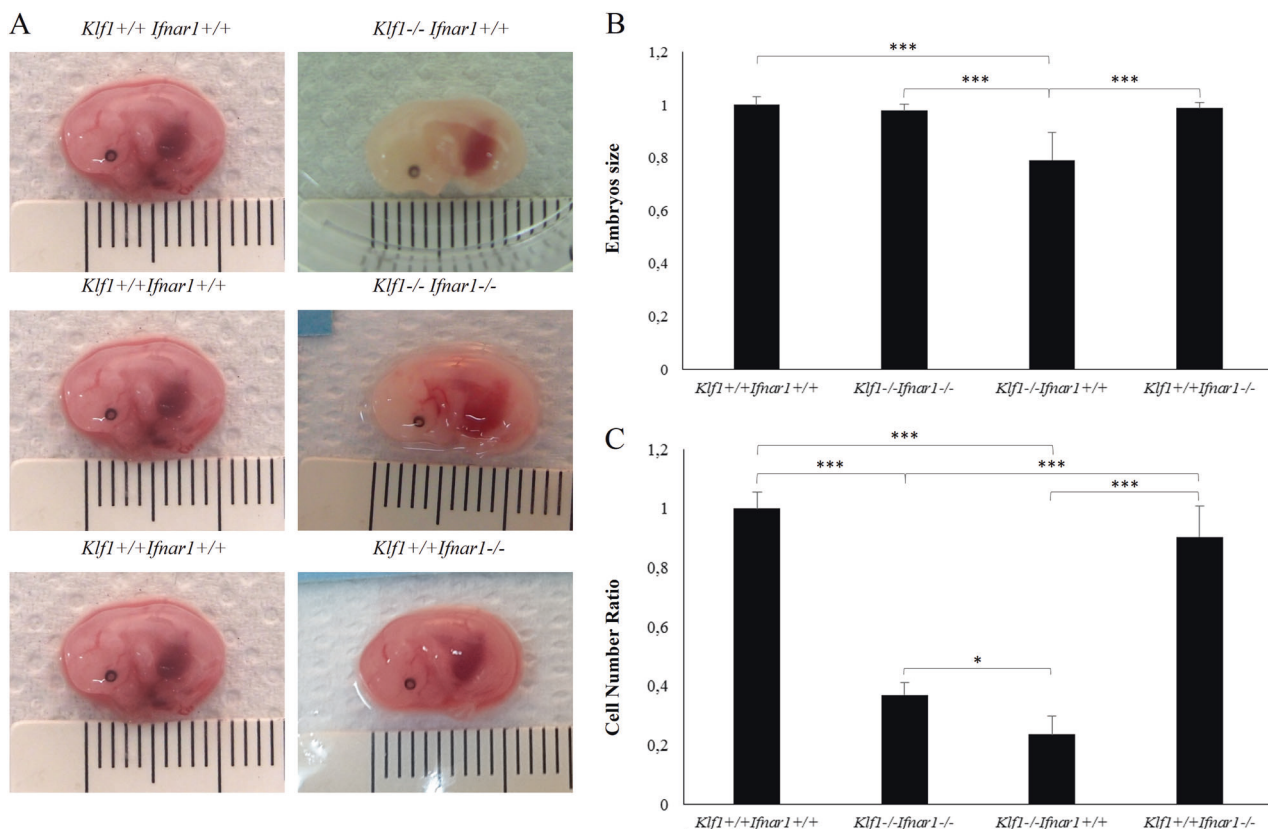 A
Klf1+/+ Ifnar1+/+
Klf1-/- Ifnar1+/+
Klf1+/+Ifnar1+/+
Klf1-/- Ifnar1-/-
Klf1+/+Ifnar1+/+
Klf1+/+Ifnar1-/-
B
Embryos size
1,2
1
0,8
0,6
0,4
0,2
0
***
***
***
Klf1+/+Ifnar1+/+
Klf1-/-Ifnar1-/-
Klf1-/-Ifnar1+/+
Klf1+/+Ifnar1-/-
C
Cell Number Ratio
1,2
1
0,8
0,6
0,4
0,2
0
***
***
***
***
*
Klf1+/+Ifnar1+/+
Klf1-/-Ifnar1-/-
Klf1-/-Ifnar1+/+
Klf1+/+Ifnar1-/-